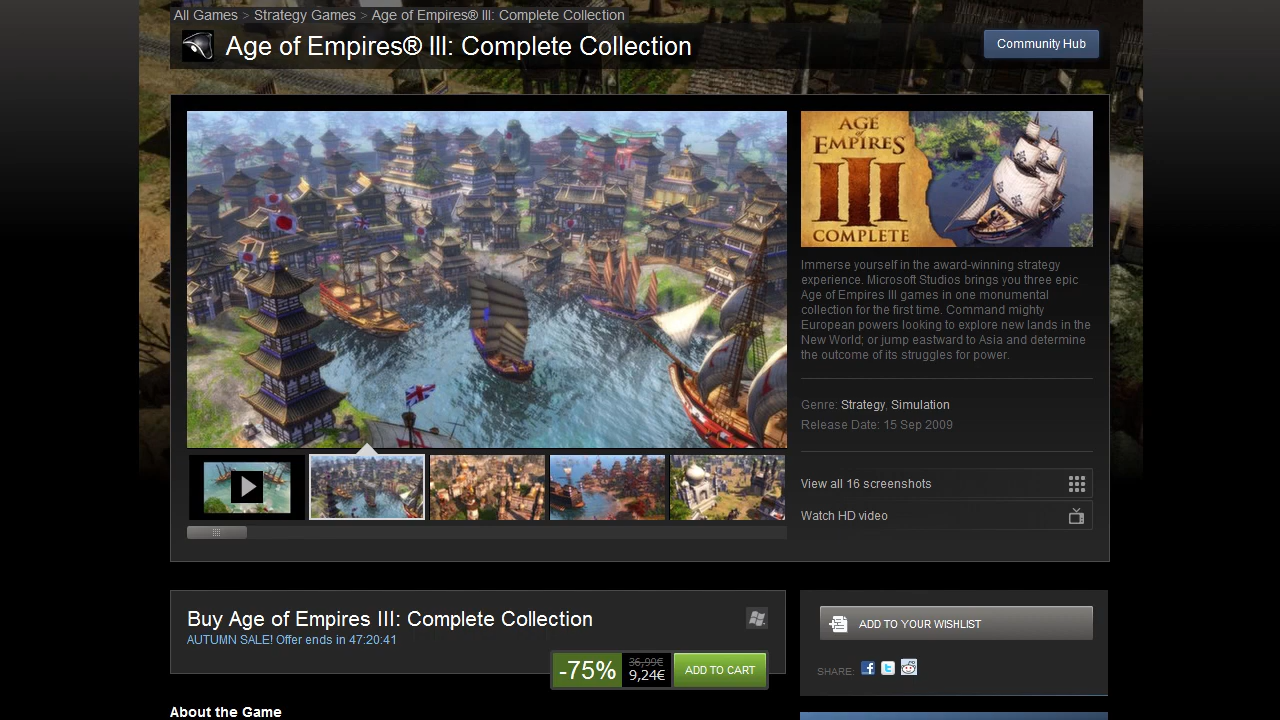 All Games > Strategy Games > Age of Empires® III: Complete Collection
Age of Empires® III: Complete Collection
Community Hub
AGE
of
EMPIRES
III
COMPLETE
Immerse yourself in the award-winning strategy
experience. Microsoft Studios brings you three epic
Age of Empires III games in one monumental
collection for the first time. Command mighty
European powers looking to explore new lands in the
New World; or jump eastward to Asia and determine
the outcome of its struggles for power.
Genre: Strategy, Simulation
Release Date: 15 Sep 2009
View all 16 screenshots
Watch HD video
Buy Age of Empires III: Complete Collection
AUTUMN SALE! Offer ends in 47:20:41
-75%
36,99€
9,24€
ADD TO CART
ADD TO YOUR WISHLIST
SHARE:
About the Game